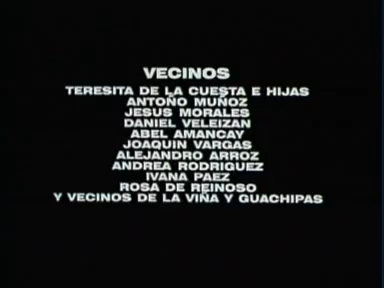 VECINOS
TERESITA DE LA CUESTA E HIJAS
ANTOÑO MUÑOZ
JESUS MORALES
DANIEL VELEIZAN
ABEL AMANCAY
JOAQUIN VARGAS
ALEJANDRO ARROZ
ANDREA RODRIGUEZ
IVANA PAEZ
ROSA DE REINOSO
Y VECINOS DE LA VIÑA Y GUACHIPAS